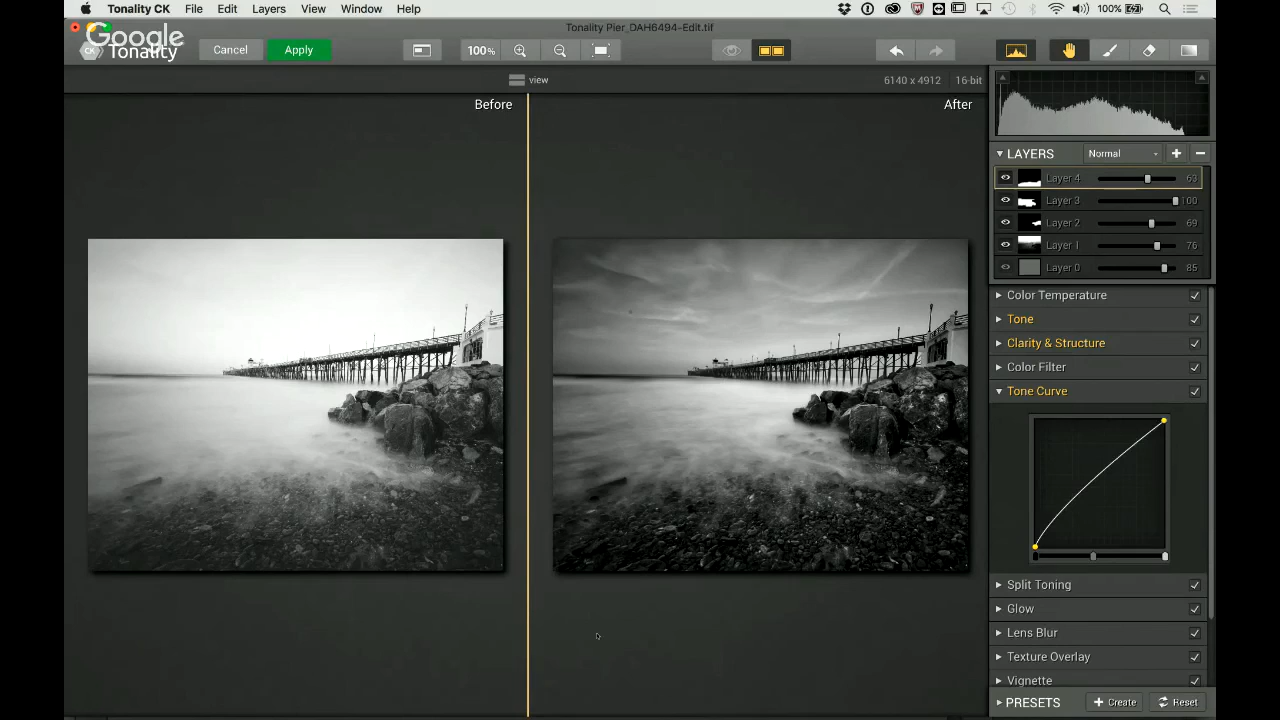 Tonality CK File Edit Layers View Window Help 100%
Tonality Pier_DAH6494-Edit.tif
Google
CK Tonality Cancel Apply 100%
view 6140 x 4912 16-bit
Before After
LAYERS Normal
Layer 4 63
Layer 3 100
Layer 2 69
Layer 1 76
Layer 0 85
Color Temperature
Tone
Clarity & Structure
Color Filter
Tone Curve
Split Toning
Glow
Lens Blur
Texture Overlay
Vignette
PRESETS Create Reset